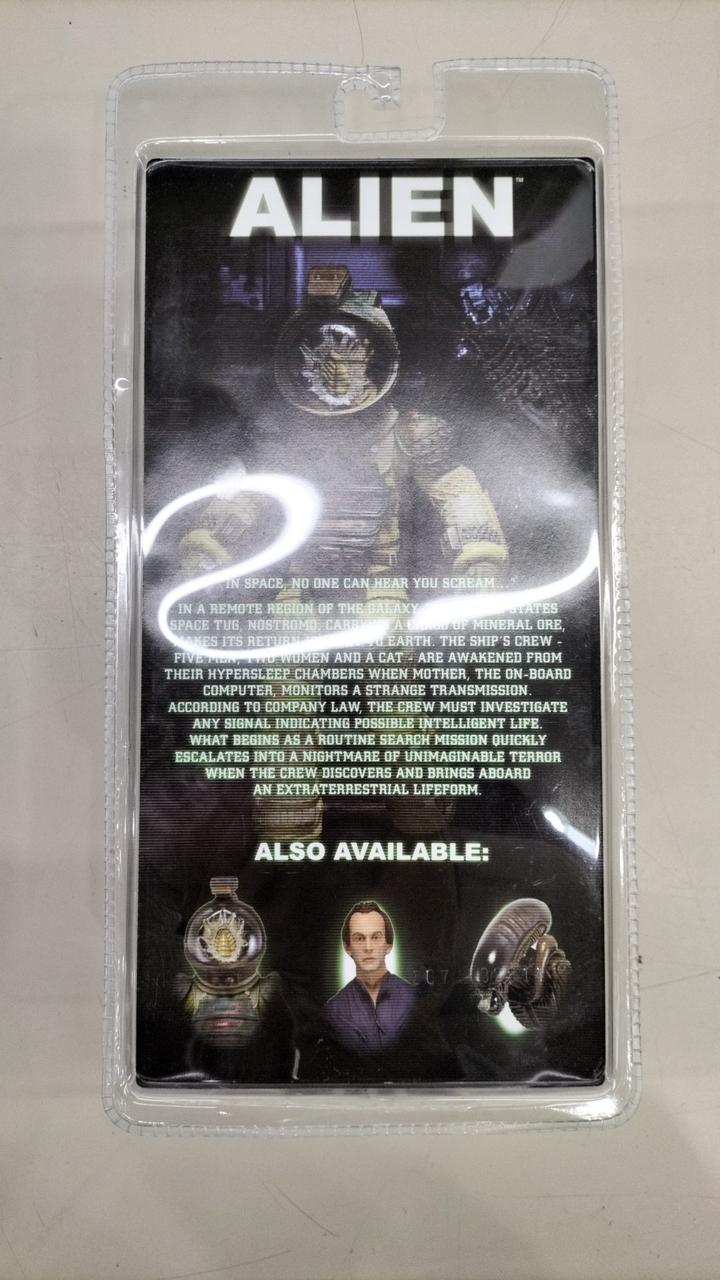 ALIEN™
IN SPACE, NO ONE CAN HEAR YOU SCREAM...
IN A REMOTE REGION OF THE GALAXY, STATES
SPACE TUG, NOSTROMO, CARRYING A CARGO OF MINERAL ORE,
MAKES ITS RETURN TO EARTH. THE SHIP'S CREW -
FIVE MEN, TWO WOMEN AND A CAT - ARE AWAKENED FROM
THEIR HYPERSLEEP CHAMBERS WHEN MOTHER, THE ON-BOARD
COMPUTER, MONITORS A STRANGE TRANSMISSION.
ACCORDING TO COMPANY LAW, THE CREW MUST INVESTIGATE
ANY SIGNAL INDICATING POSSIBLE INTELLIGENT LIFE.
WHAT BEGINS AS A ROUTINE SEARCH MISSION QUICKLY
ESCALATES INTO A NIGHTMARE OF UNIMAGINABLE TERROR
WHEN THE CREW DISCOVERS AND BRINGS ABOARD
AN EXTRATERRESTRIAL LIFEFORM.
ALSO AVAILABLE: